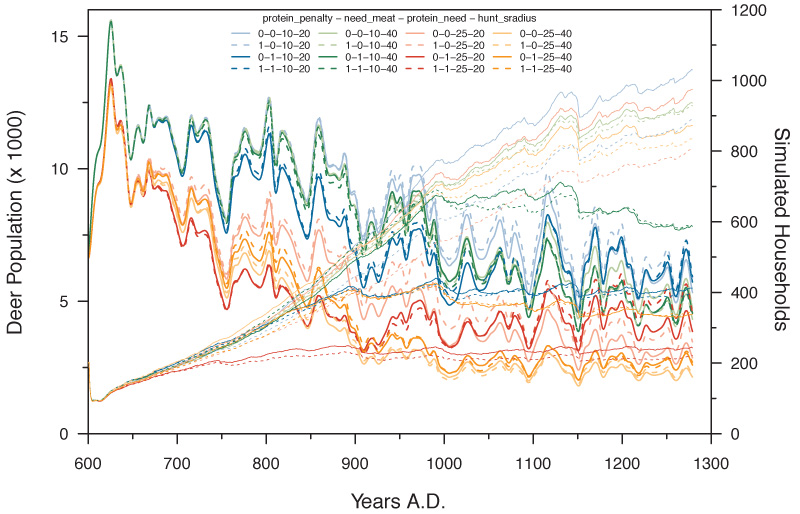 protein_penalty – need_meat – protein_need – hunt_sradius
0–0–10–20 0–0–10–40 0–0–25–20 0–0–25–40
1–0–10–20 1–0–10–40 1–0–25–20 1–0–25–40
0–1–10–20 0–1–10–40 0–1–25–20 0–1–25–40
1–1–10–20 1–1–10–40 1–1–25–20 1–1–25–40
Deer Population (x 1000)
15
10
5
0
1200
1000
800
600
400
200
0
Simulated Households
600 700 800 900 1000 1100 1200 1300
Years A.D.